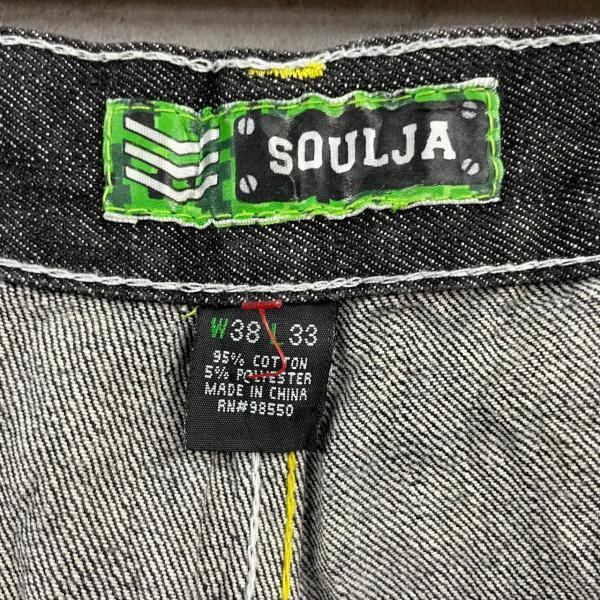 SOULJA
W38 L33
95% COTTON
5% POLYESTER
MADE IN CHINA
RN#98550